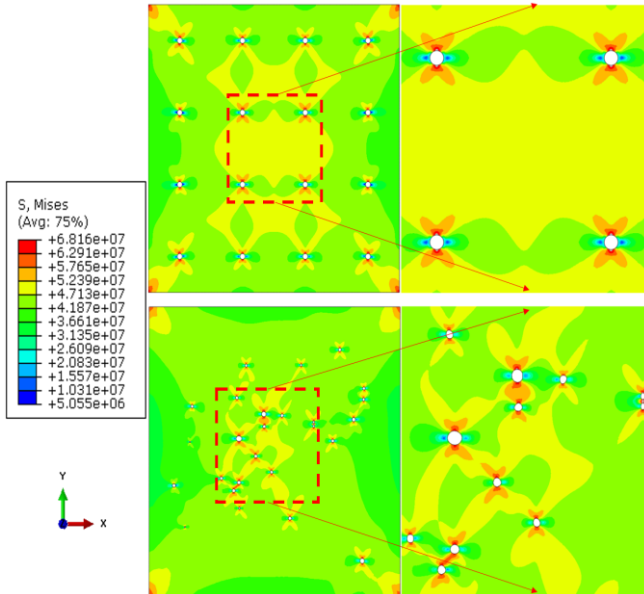 S, Mises
(Avg: 75%)
+6.816e+07
+6.291e+07
+5.765e+07
+5.239e+07
+4.713e+07
+4.187e+07
+3.661e+07
+3.135e+07
+2.609e+07
+2.083e+07
+1.557e+07
+1.031e+07
+5.055e+06
Y
X